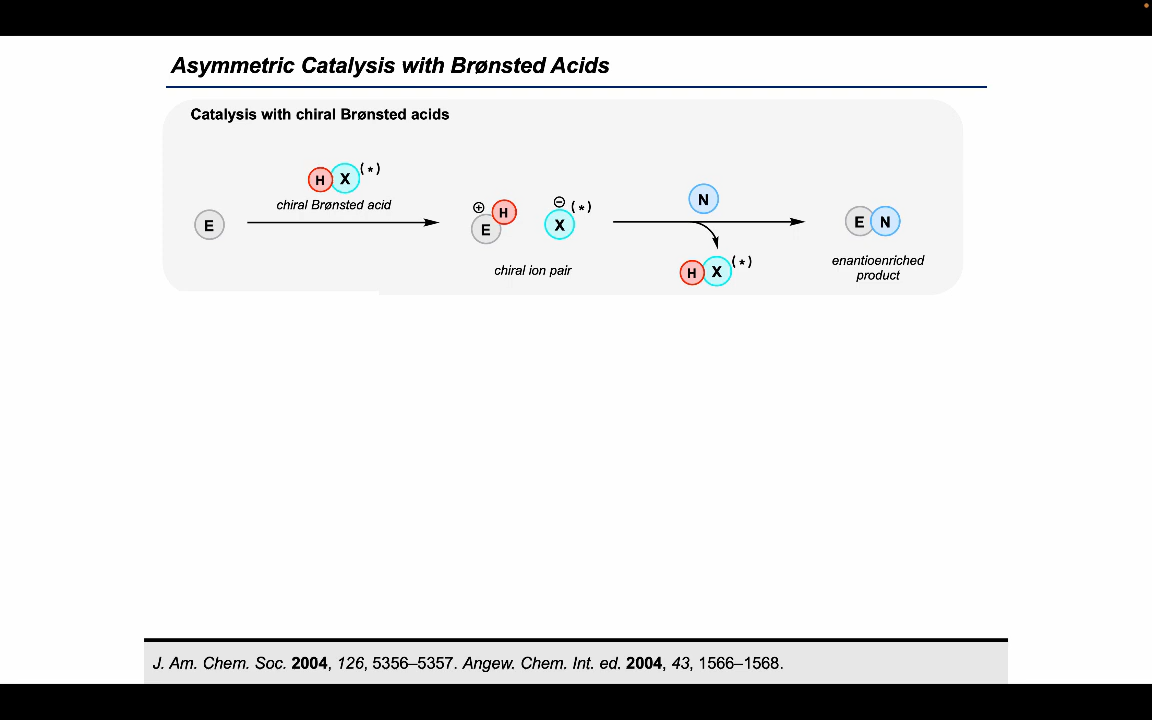 Asymmetric Catalysis with Brønsted Acids
Catalysis with chiral Brønsted acids
H X (*)
chiral Brønsted acid
E
⊕ H
E
⊖ (*)
X
chiral ion pair
N
H X (*)
E N
enantioenriched
product
J. Am. Chem. Soc. 2004, 126, 5356–5357. Angew. Chem. Int. ed. 2004, 43, 1566–1568.